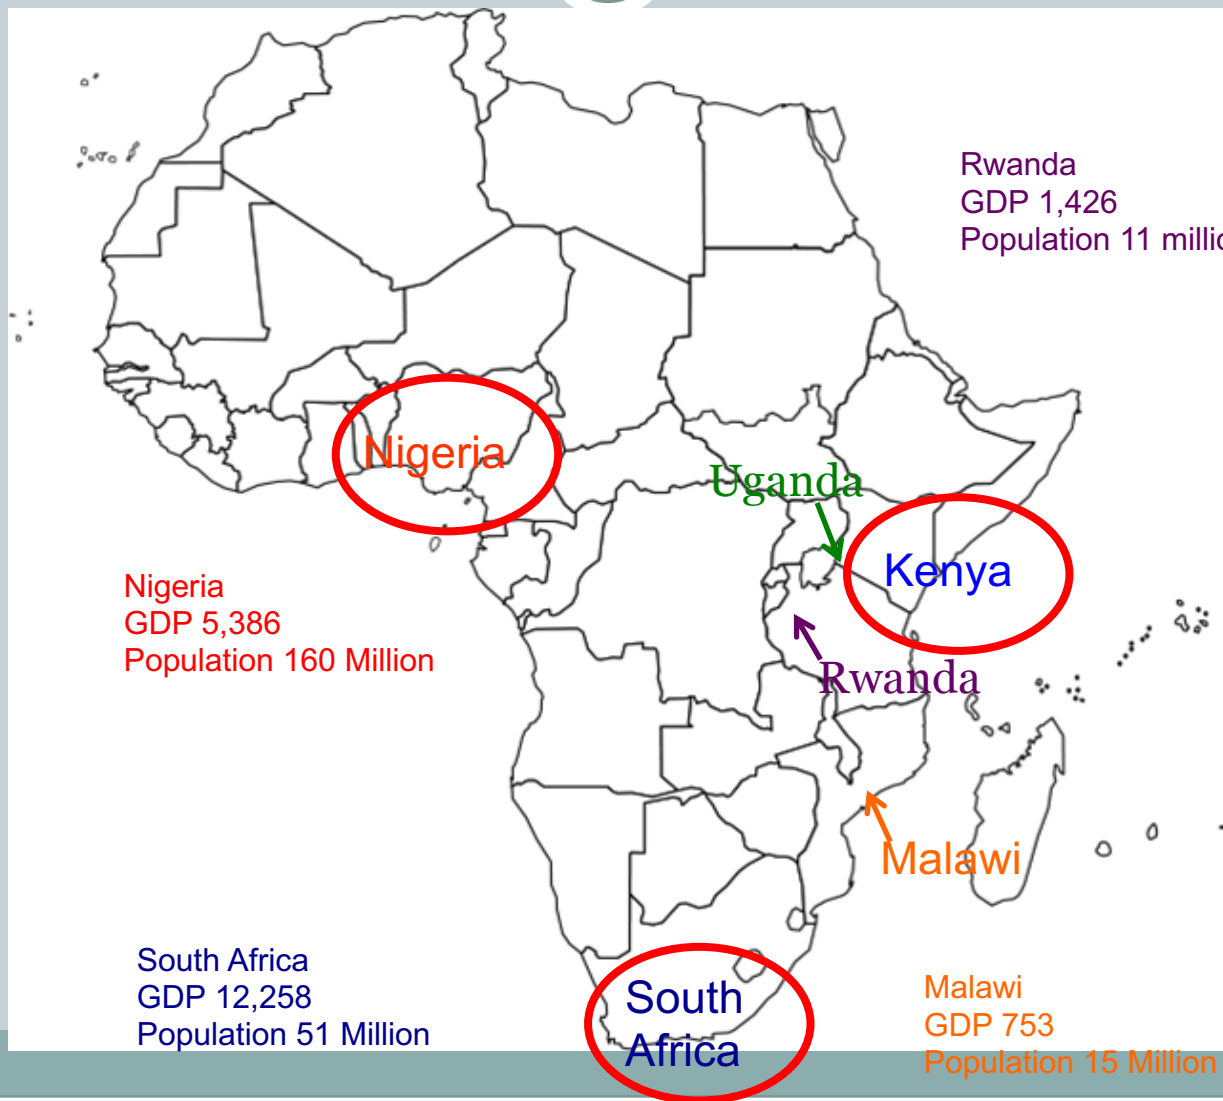 Rwanda
GDP 1,426
Population 11 millio
Nigeria
Uganda
Kenya
Nigeria
GDP 5,386
Population 160 Million
Rwanda
Malawi
South Africa
GDP 12,258
Population 51 Million
South
Africa
Malawi
GDP 753
Population 15 Million